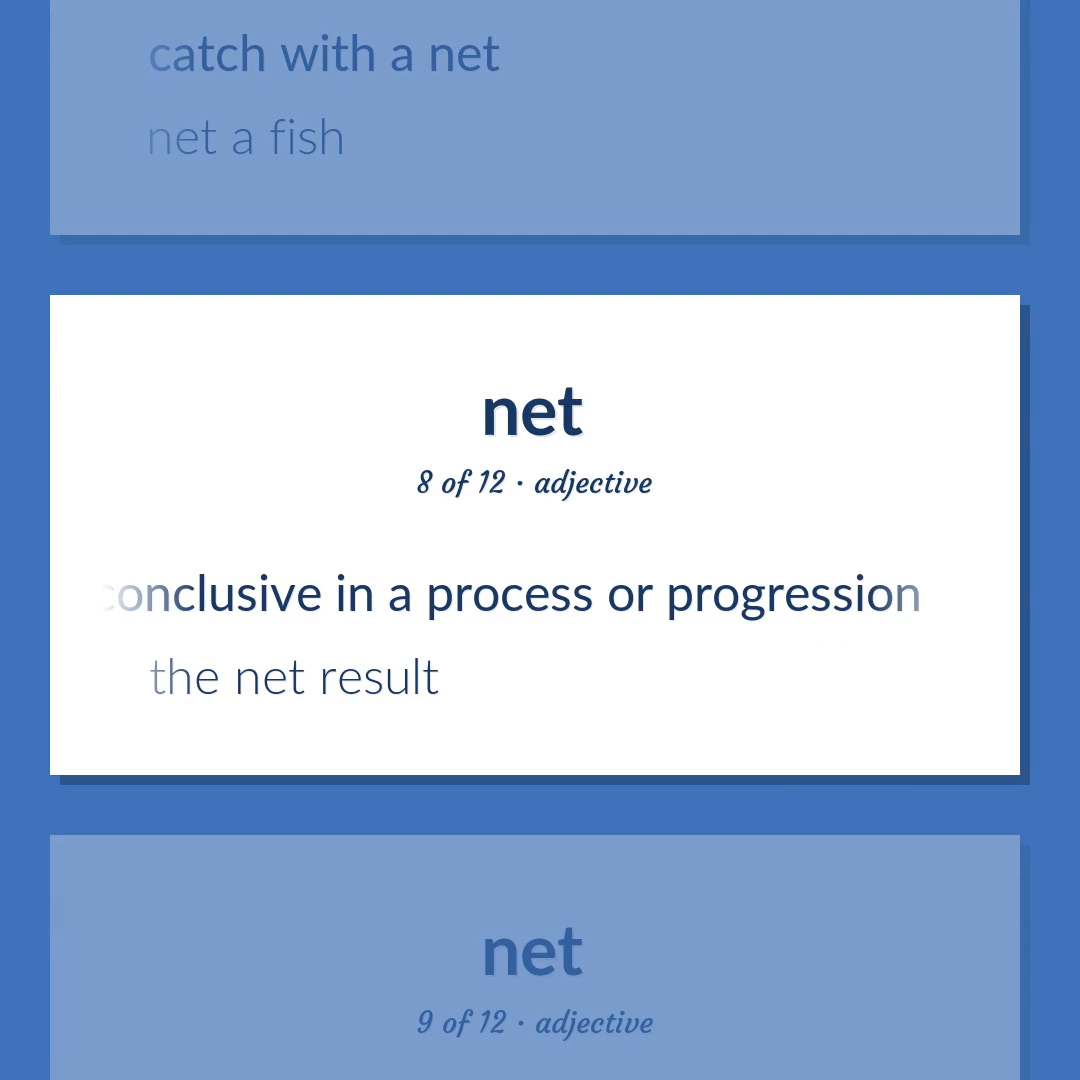 catch with a net
net a fish
net
8 of 12 · adjective
conclusive in a process or progression
the net result
net
9 of 12 · adjective